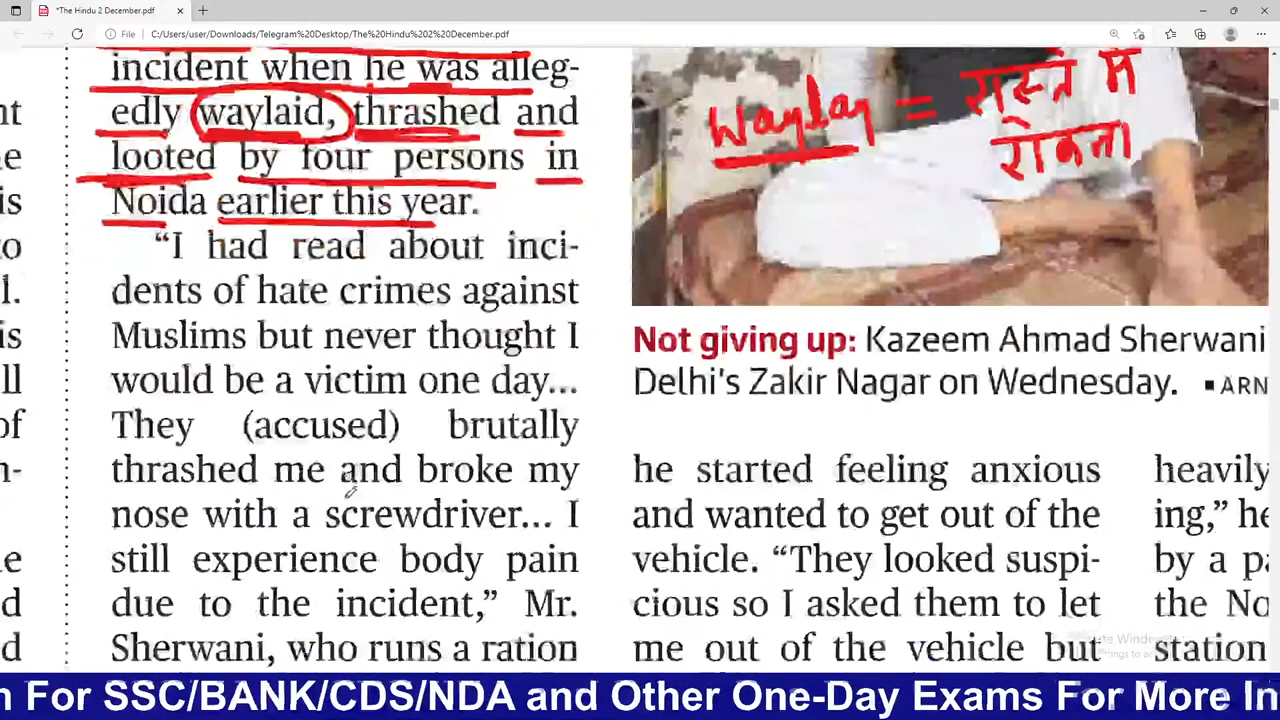 *The Hindu 2 December.pdf
File
C:/Users/user/Downloads/Telegram%20Desktop/The%20Hindu%202%20December.pdf
incident when he was alleg-
edly waylaid, thrashed and
looted by four persons in
Noida earlier this year.
“I had read about inci-
dents of hate crimes against
Muslims but never thought I
would be a victim one day...
They (accused) brutally
thrashed me and broke my
nose with a screwdriver... I
still experience body pain
due to the incident,” Mr.
Sherwani, who runs a ration
Waylay = रास्ते में
रोकना
Not giving up: Kazeem Ahmad Sherwani
Delhi's Zakir Nagar on Wednesday. ▪ ARN
he started feeling anxious
and wanted to get out of the
vehicle. “They looked suspi-
cious so I asked them to let
me out of the vehicle but
heavily
ing,” he
by a pa
the No
station
n For SSC/BANK/CDS/NDA and Other One-Day Exams For More In